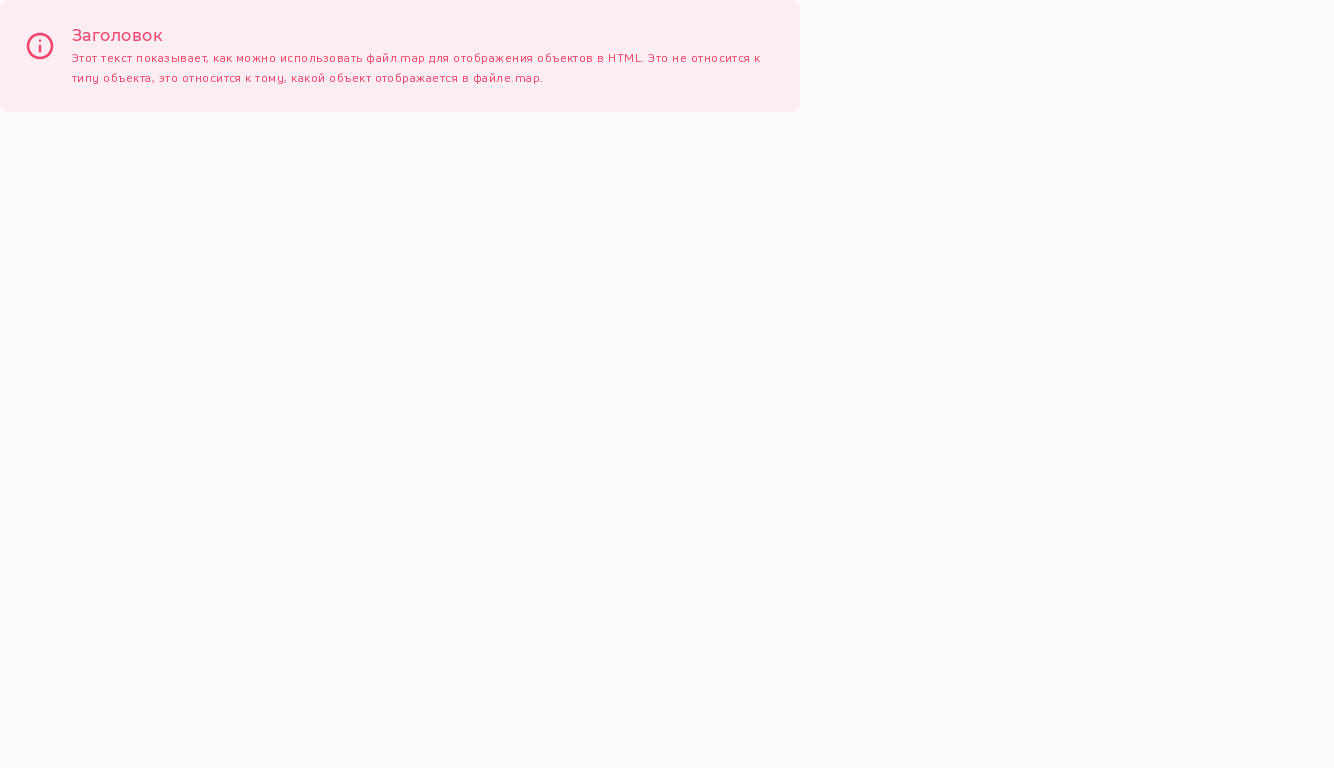 Заголовок
Этот текст показывает, как можно использовать файл.map для отображения объектов в HTML. Это не относится к
типу объекта, это относится к тому, какой объект отображается в файле.map.